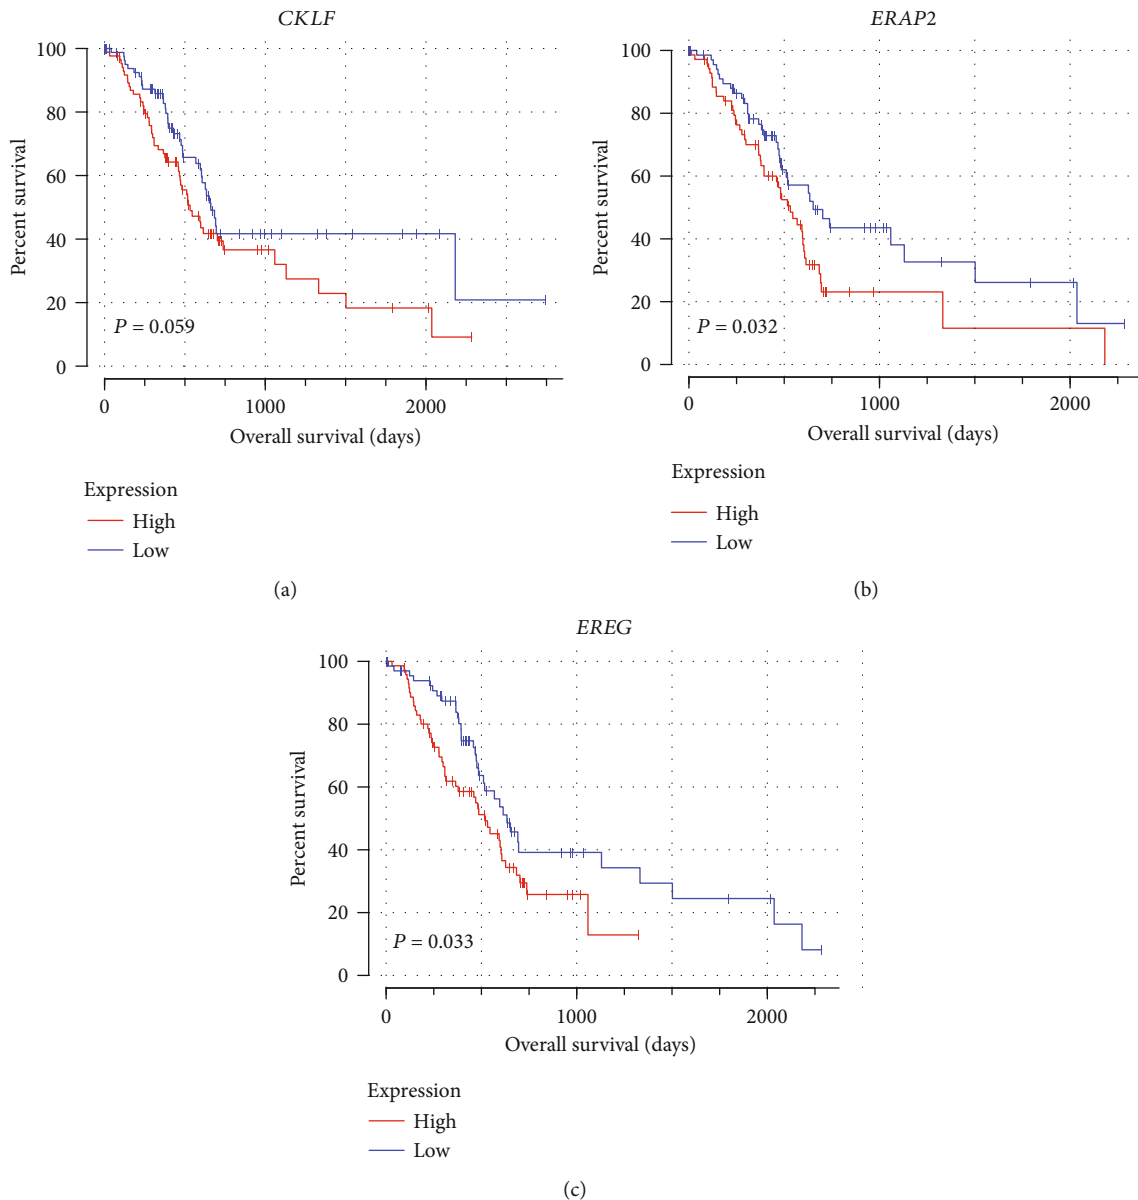 CKLF
100
80
60
40
20
0
Percent survival
P = 0.059
0 1000 2000
Overall survival (days)
Expression
High
Low
(a)
ERAP2
100
80
60
40
20
0
Percent survival
P = 0.032
0 1000 2000
Overall survival (days)
Expression
High
Low
(b)
EREG
100
80
60
40
20
0
Percent survival
P = 0.033
0 1000 2000
Overall survival (days)
Expression
High
Low
(c)